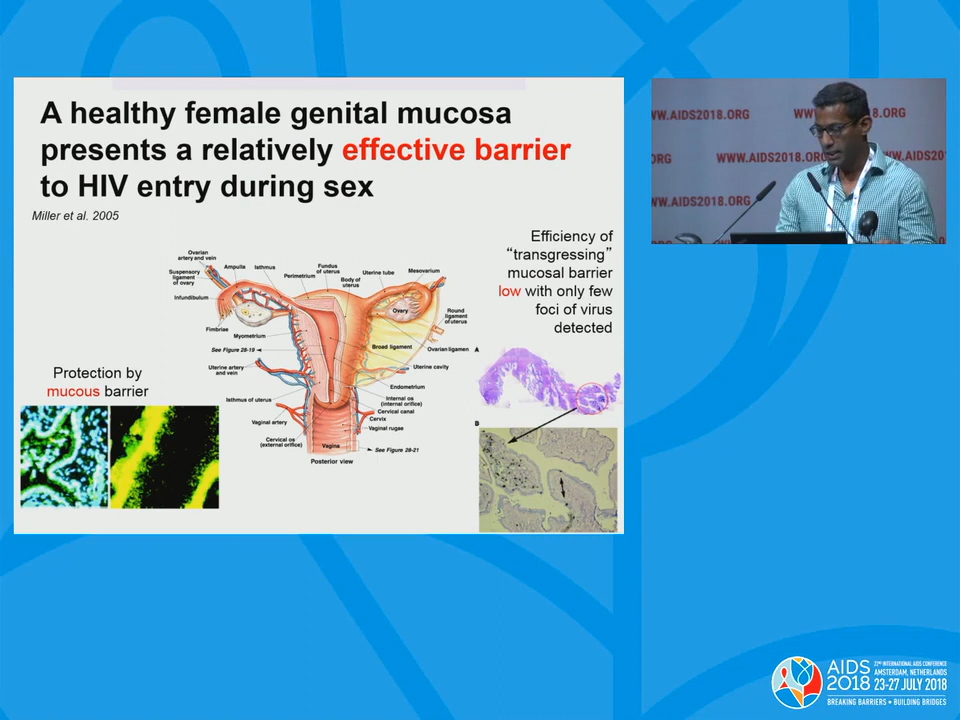 A healthy female genital mucosa
presents a relatively effective barrier
to HIV entry during sex
Miller et al. 2005
Efficiency of
“transgressing”
mucosal barrier
low with only few
foci of virus
detected
Protection by
mucous barrier
Ovarian
artery and vein
Suspensory
ligament
of ovary
Infundibulum
Ampulla
Isthmus
Perimetrium
Fundus
of uterus
Body of
uterus
Uterine tube
Mesovarium
Ovary
Round
ligament
of uterus
Fimbriae
Myometrium
See Figure 28-19
Broad ligament
Ovarian ligamen
Uterine artery
and vein
Uterine cavity
Endometrium
Isthmus of uterus
Internal os
(internal orifice)
Cervical canal
Cervix
Vaginal artery
Vaginal rugae
Cervical os
(external orifice)
Vagina
See Figure 28-21
Posterior view
A
B
WW.AIDS2018.ORG
WWW.AIDS2018.ORG
ORG
WWW.AIDS2018.ORG
WW.AIDS20
WW.AIDS2018.ORG
AIDS
2018
22ND INTERNATIONAL AIDS CONFERENCE
AMSTERDAM, NETHERLANDS
23-27 JULY 2018
BREAKING BARRIERS • BUILDING BRIDGES